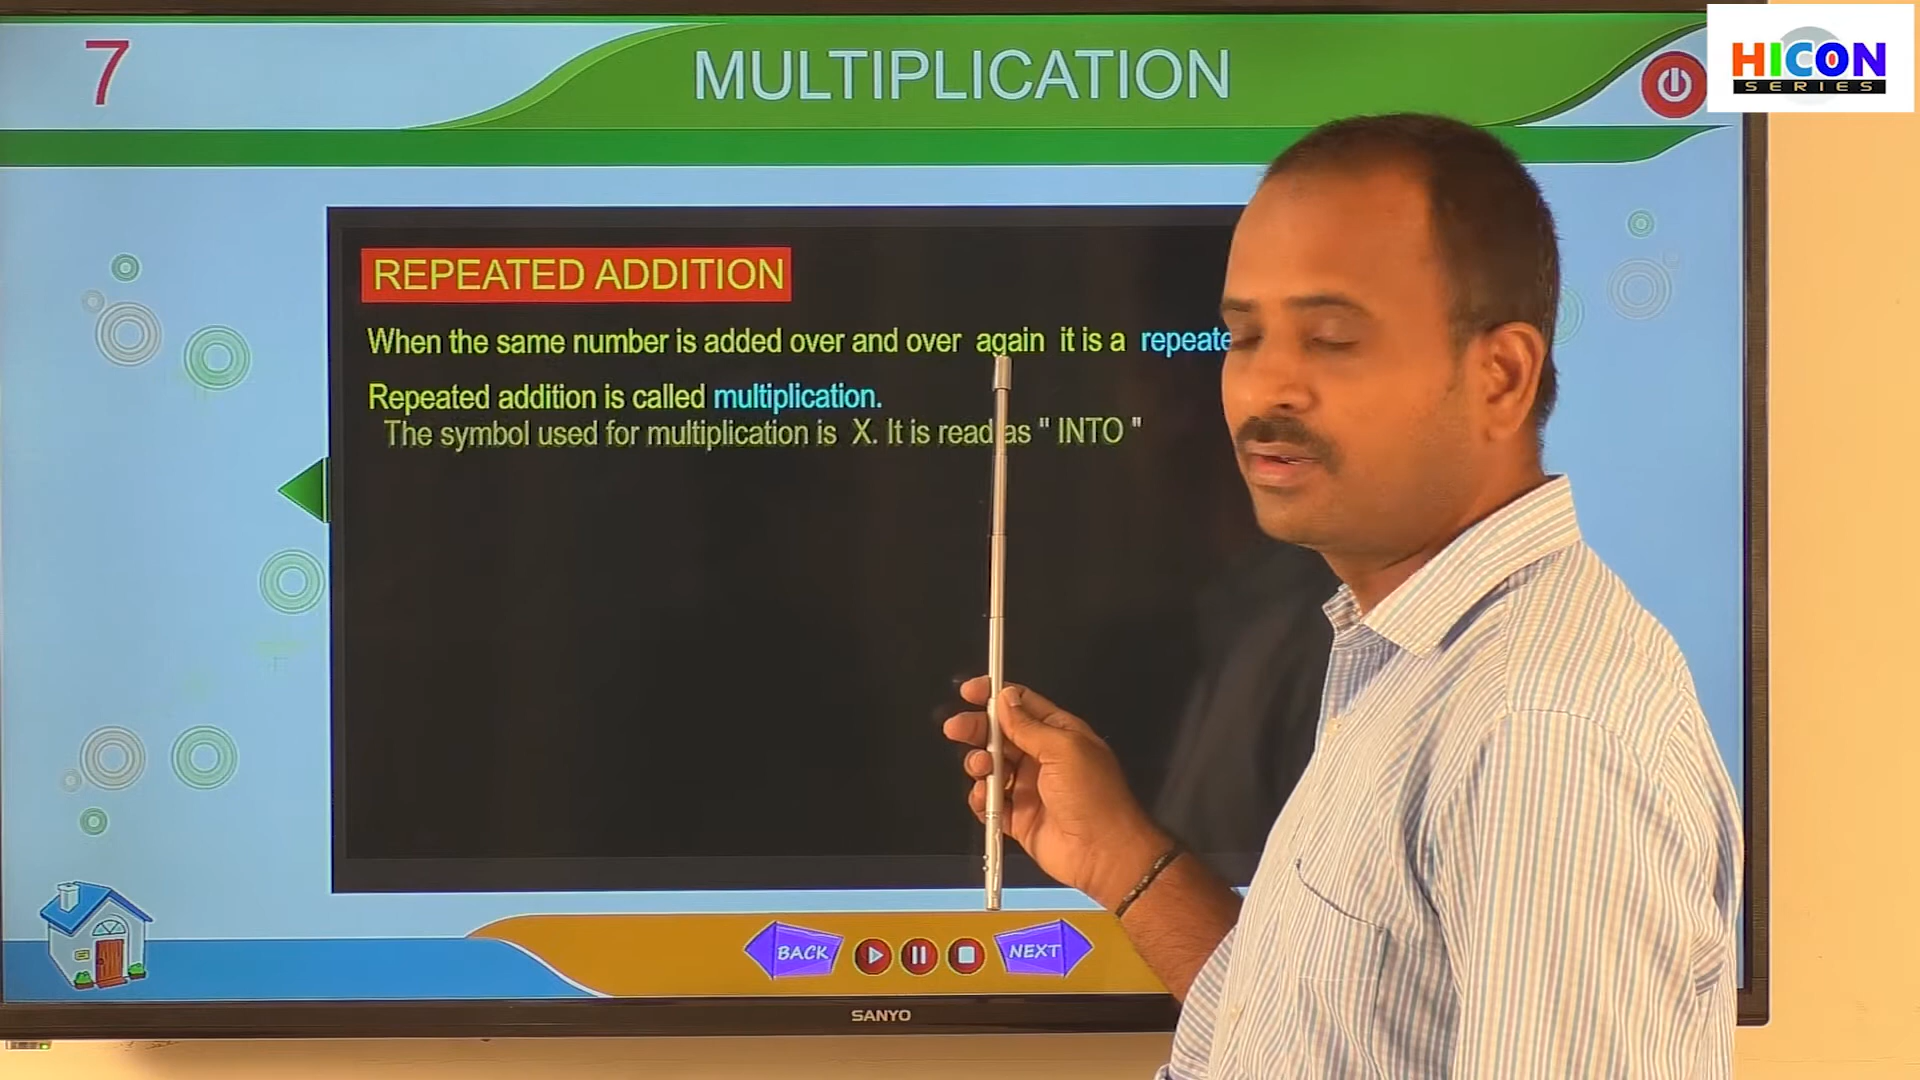 7
MULTIPLICATION
HICON
SERIES
REPEATED ADDITION
When the same number is added over and over again it is a repeate
Repeated addition is called multiplication.
The symbol used for multiplication is X. It is read as " INTO "
BACK
NEXT
SANYO